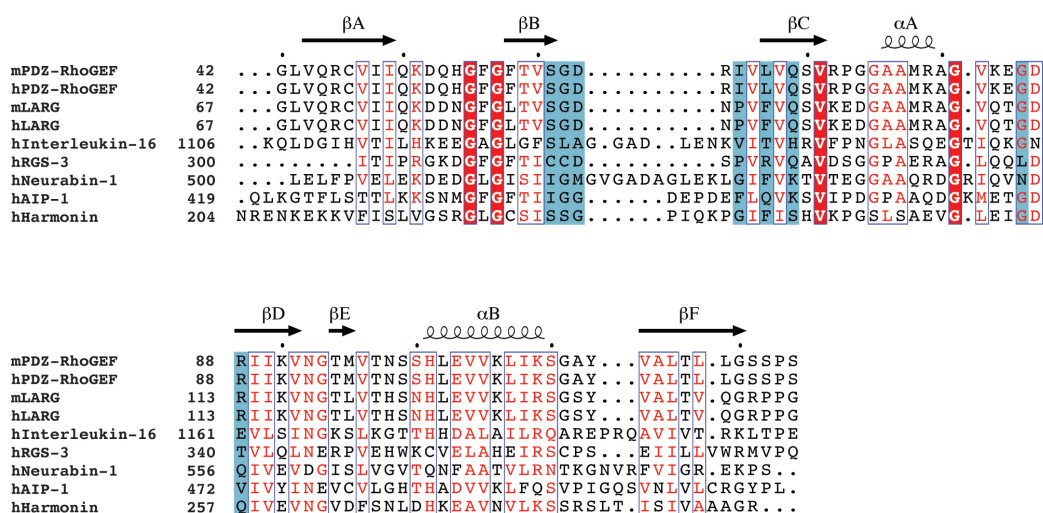 βA βB βC αA
mPDZ-RhoGEF 42 ...GLVQRCVIIQKDQHGFGFTVSGD..........RIVLVQSVRPGGAAMRAG.VKEGD
hPDZ-RhoGEF 42 ...GLVQRCVIIQKDQHGFGFTVSGD..........RIVLVQSVRPGGAAMRAG.VKEGD
mLARG 67 ...GLVQRCVIIQKDDNGFGLTVSGD..........NPVFVQSVKEDGAAMRAG.VQTGD
hLARG 67 ...GLVQRCVIIQKDDNGFGLTVSGD..........NPVFVQSVKEDGAAMRAG.VQTGD
hInterleukin-16 1106 ..KQLDGIHVTILHKEEGAGLGFSLAG.GAD..LENKVITVHRVFPNGLASQEGTIQKGD
hRGS-3 300 .........ITIPRGKDGFGFTICCD..........SPVRVQAVDSGGPAERAG.LQQLD
hNeurabin-1 500 ....LELFPVELEKDEDGLGISIIGMGVGADAGLEKLGIFVKTVTEGGAAQRDGRIQVND
hAIP-1 419 .QLKGTFLSTTLKKSNMGFGFTIIGG......DEPDEFLQVKSVIPDGPAAQDGKMETGD
hHarmonin 204 NRENKEKKVFISLVGSRGLGCSISSG......PIQKPGIFISHVKPGSLSAEVG.LEIGD
βD βE αB βF
mPDZ-RhoGEF 88 RIIKVNGTMVTNSSHLEVVKLIKSGAY...VALTL.LGSSPS
hPDZ-RhoGEF 88 RIIKVNGTMVTNSSHLEVVKLIKSGAY...VALTL.LGSSPS
mLARG 113 RIIKVNGTLVTHSNHLEVVKLIRSGSY...VALTV.QGRPPG
hLARG 113 RIIKVNGTLVTHSNHLEVVKLIRSGSY...VALTV.QGRPPG
hInterleukin-16 1161 EVLSINGKSLKGTTHHDALAILRQAREPRQAVIVT.RKLTPE
hRGS-3 340 TVLQLNERPVEHWKCVELAHEIRSCPS...EIILLVWRMVPQ
hNeurabin-1 556 QIVEVDGISLVGVTQNFAATVLRNTKGNVRFVIGR.EKPS..
hAIP-1 472 VIVYINEVCVLGHTHADVVKLFQSVPIGQSVNLVLCRGYPL.
hHarmonin 257 QIVEVNGVDFSNLDHKEAVNVLKSSRSLT.ISIVAAAGR...